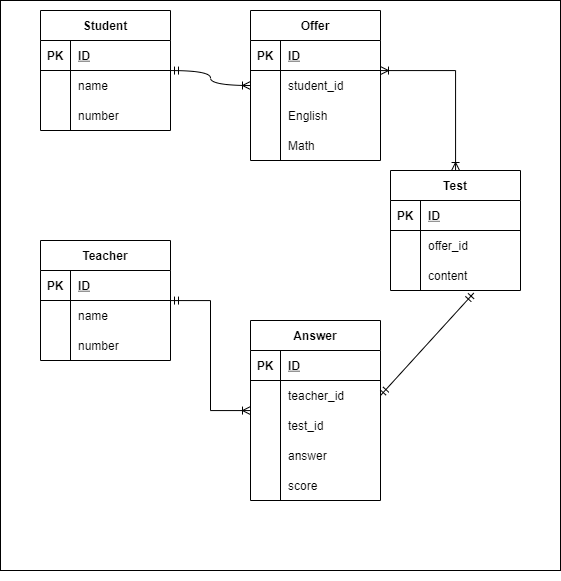 Student
PK ID
name
number
Offer
PK ID
student_id
English
Math
Test
PK ID
offer_id
content
Teacher
PK ID
name
number
Answer
PK ID
teacher_id
test_id
answer
score